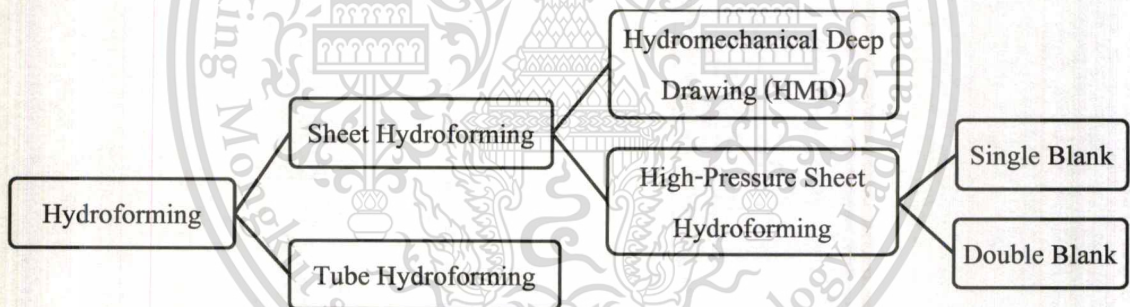 Hydroforming
Sheet Hydroforming
Tube Hydroforming
Hydromechanical Deep
Drawing (HMD)
High-Pressure Sheet
Hydroforming
Single Blank
Double Blank